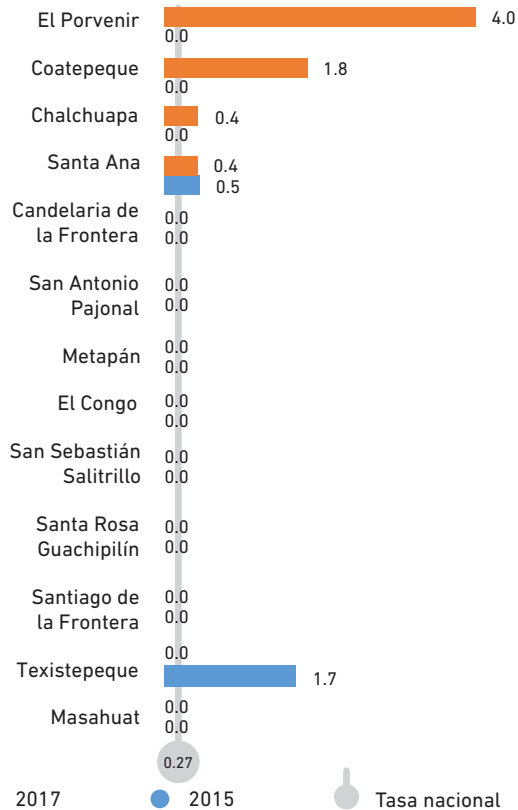 El Porvenir
4.0
0.0
Coatepeque
1.8
0.0
Chalchuapa
0.4
0.0
Santa Ana
0.4
0.5
Candelaria de
la Frontera
0.0
0.0
San Antonio
Pajonal
0.0
0.0
Metapán
0.0
0.0
El Congo
0.0
0.0
San Sebastián
Salitrillo
0.0
0.0
Santa Rosa
Guachipilín
0.0
0.0
Santiago de
la Frontera
0.0
0.0
Texistepeque
0.0
1.7
Masahuat
0.0
0.0
0.27
2017
2015
Tasa nacional